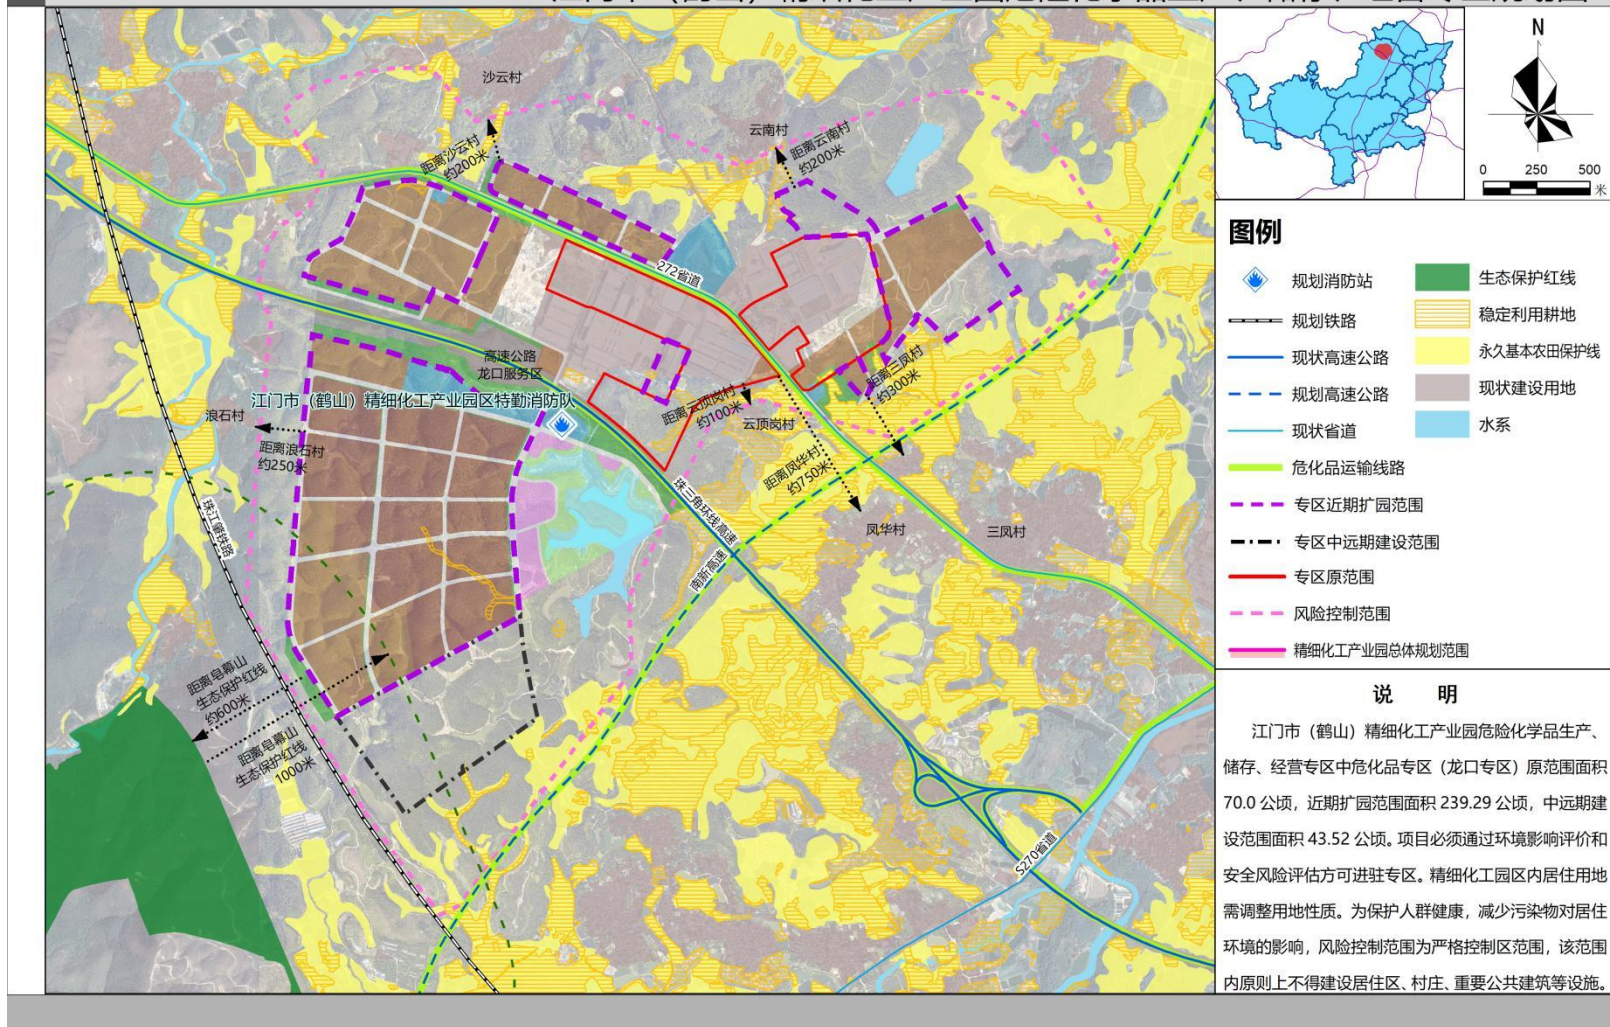 沙云村
云南村
距离沙云村
约200米
距离云南村
约200米
272省道
高速公路
龙口服务区
江门市（鹤山）精细化工产业园区特勤消防队
浪石村
距离浪石村
约250米
距离云顶岗村
约100米
云顶岗村
距离三凤村
约300米
距离凤华村
约750米
凤华村
三凤村
珠三角环线高速
南新高速
珠江肇铁路
距离皂幕山
生态保护红线
约600米
距离皂幕山
生态保护红线
1000米
S270省道
N
0 250 500
米
图例
规划消防站
规划铁路
现状高速公路
规划高速公路
现状省道
危化品运输线路
专区近期扩园范围
专区中远期建设范围
专区原范围
风险控制范围
精细化工产业园总体规划范围
生态保护红线
稳定利用耕地
永久基本农田保护线
现状建设用地
水系
说 明
江门市（鹤山）精细化工产业园危险化学品生产、
储存、经营专区中危化品专区（龙口专区）原范围面积
70.0 公顷，近期扩园范围面积 239.29 公顷，中远期建
设范围面积 43.52 公顷。项目必须通过环境影响评价和
安全风险评估方可进驻专区。精细化工园区内居住用地
需调整用地性质。为保护人群健康，减少污染物对居住
环境的影响，风险控制范围为严格控制区范围，该范围
内原则上不得建设居住区、村庄、重要公共建筑等设施。